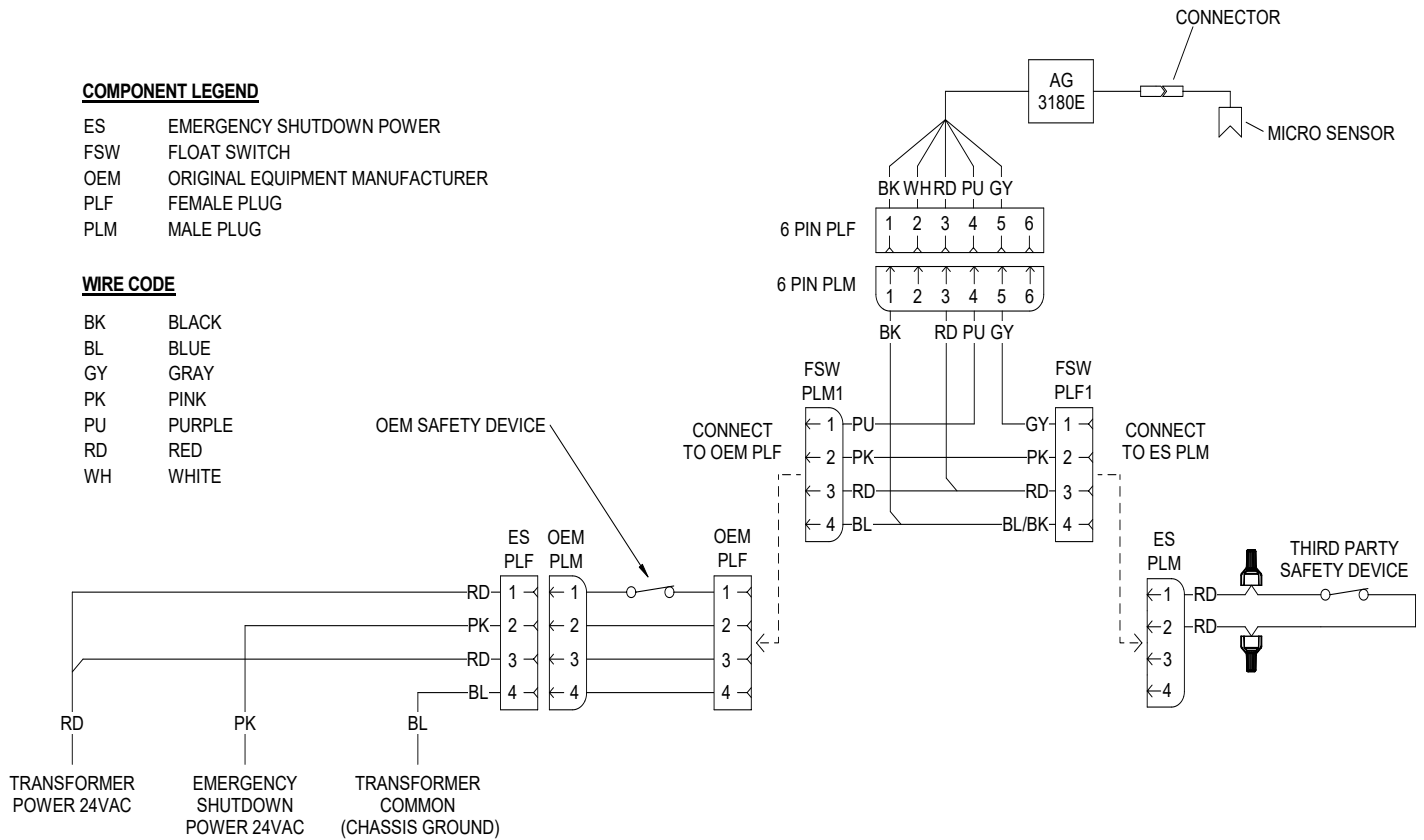 CONNECTOR
AG
3180E
MICRO SENSOR
COMPONENT LEGEND
ES EMERGENCY SHUTDOWN POWER
FSW FLOAT SWITCH
OEM ORIGINAL EQUIPMENT MANUFACTURER
PLF FEMALE PLUG
PLM MALE PLUG
WIRE CODE
BK BLACK
BL BLUE
GY GRAY
PK PINK
PU PURPLE
RD RED
WH WHITE
BK WH RD PU GY
6 PIN PLF
1 2 3 4 5 6
6 PIN PLM
1 2 3 4 5 6
BK RD PU GY
FSW
PLM1
1 PU
2 PK
3 RD
4 BL
FSW
PLF1
GY 1
PK 2
RD 3
BL/BK 4
CONNECT
TO OEM PLF
CONNECT
TO ES PLM
OEM SAFETY DEVICE
ES
PLF
RD 1
PK 2
RD 3
BL 4
OEM
PLM
1
2
3
4
OEM
PLF
1
2
3
4
ES
PLM
1 RD
2 RD
3
4
THIRD PARTY
SAFETY DEVICE
RD
PK
BL
TRANSFORMER
POWER 24VAC
EMERGENCY
SHUTDOWN
POWER 24VAC
TRANSFORMER
COMMON
(CHASSIS GROUND)